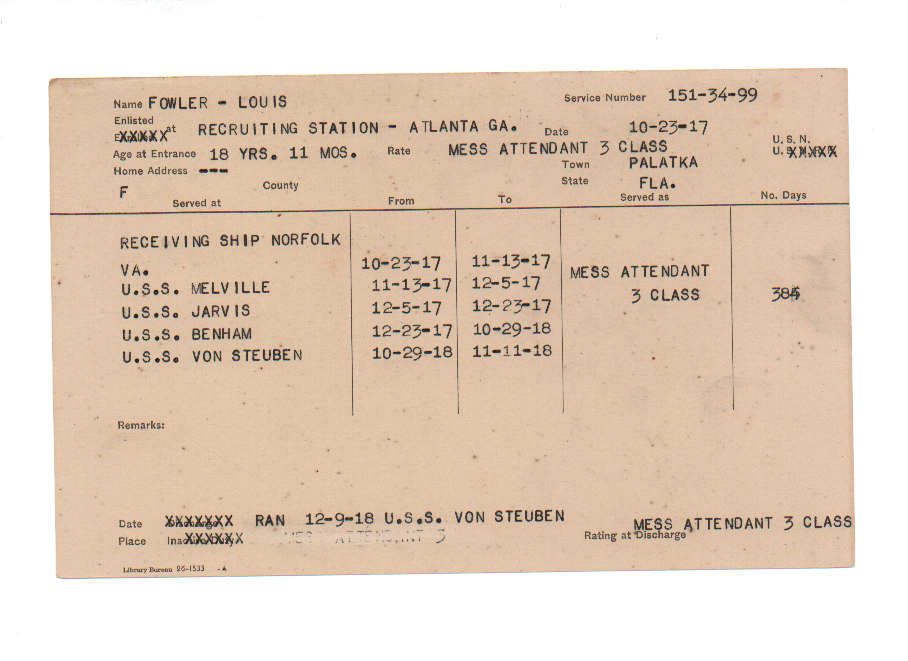 Name FOWLER - LOUIS Service Number 151-34-99
Enlisted
at RECRUITING STATION - ATLANTA GA. Date 10-23-17 U. S. N.
Age at Entrance 18 YRS. 11 MOS. Rate MESS ATTENDANT 3 CLASS
Home Address --- Town PALATKA
F County State FLA.
Served at From To Served as No. Days
RECEIVING SHIP NORFOLK
VA. 10-23-17 11-13-17 MESS ATTENDANT
U.S.S. MELVILLE 11-13-17 12-5-17 3 CLASS 384
U.S.S. JARVIS 12-5-17 12-23-17
U.S.S. BENHAM 12-23-17 10-29-18
U.S.S. VON STEUBEN 10-29-18 11-11-18
Remarks:
Date XXXXXXX RAN 12-9-18 U.S.S. VON STEUBEN MESS ATTENDANT 3 CLASS
Place Rating at Discharge
Library Bureau 26-1533 -A